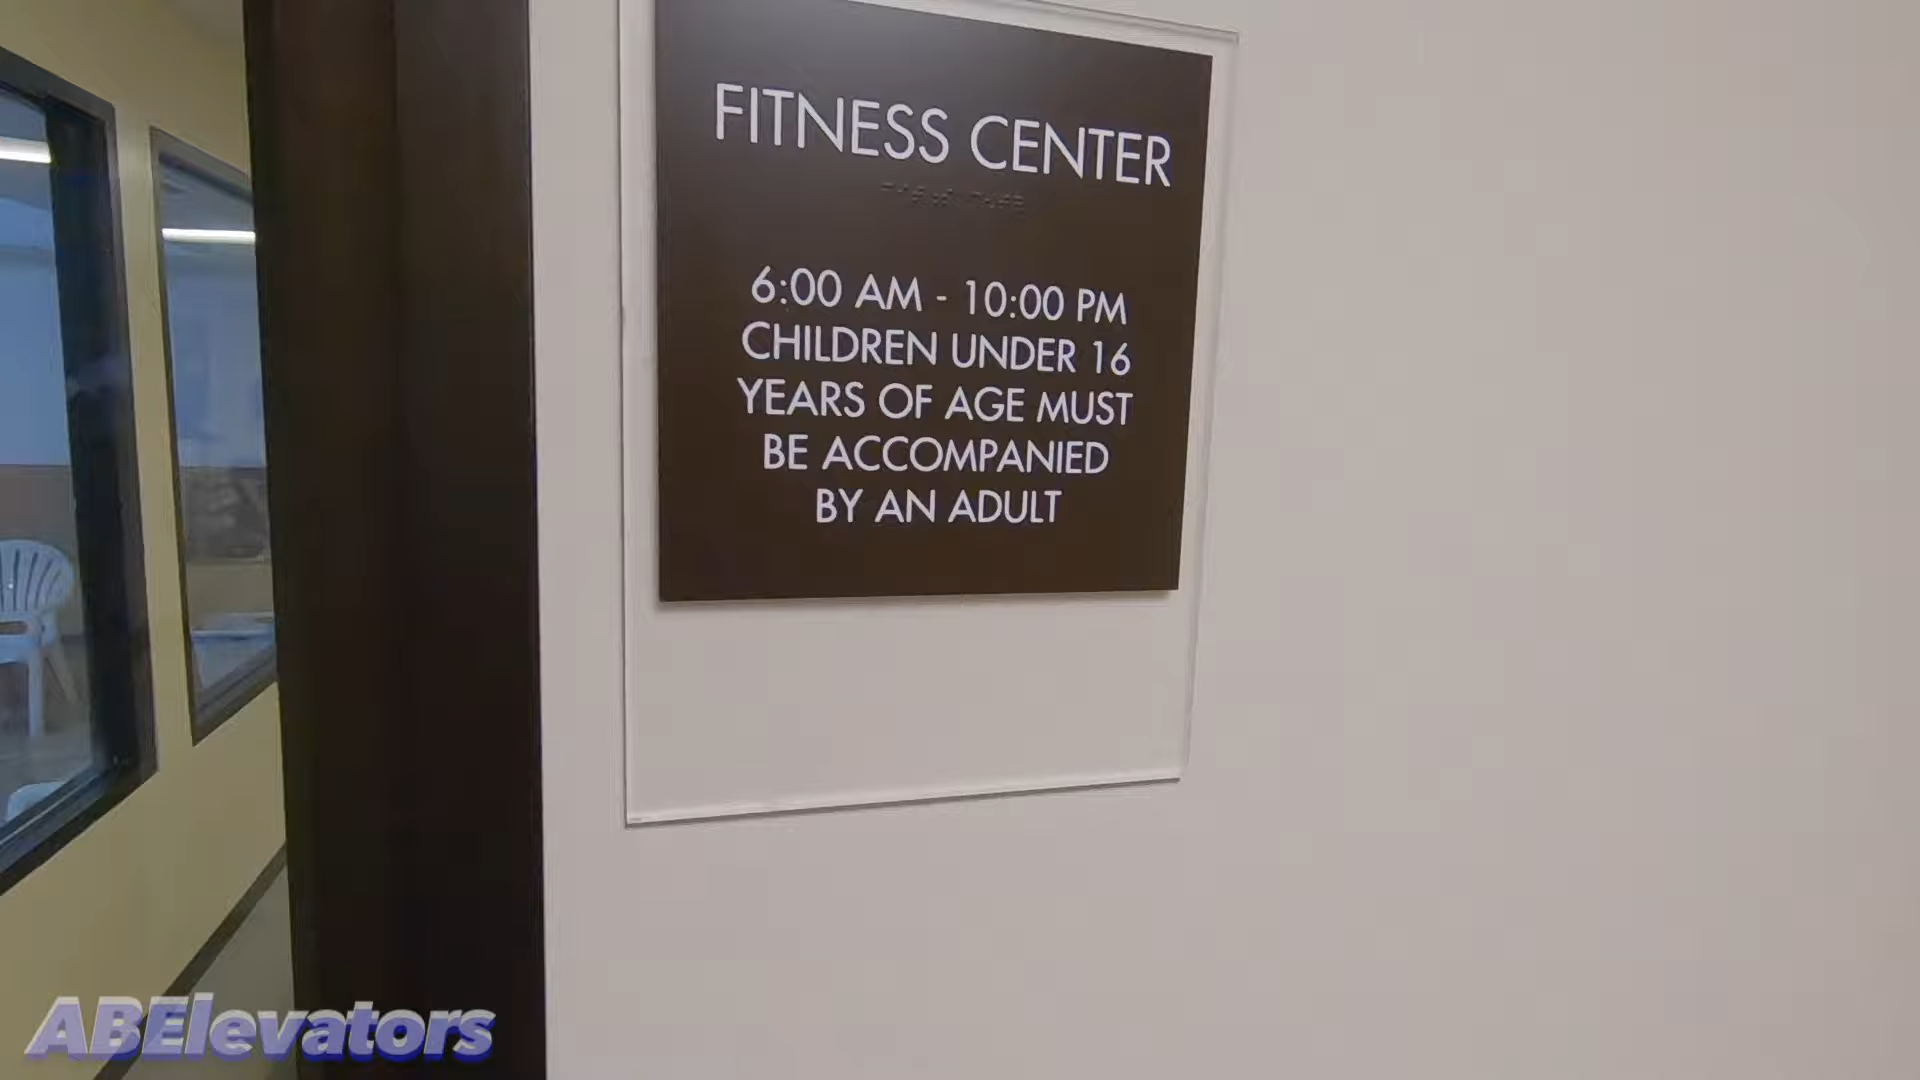 FITNESS CENTER
6:00 AM - 10:00 PM
CHILDREN UNDER 16
YEARS OF AGE MUST
BE ACCOMPANIED
BY AN ADULT
ABElevators